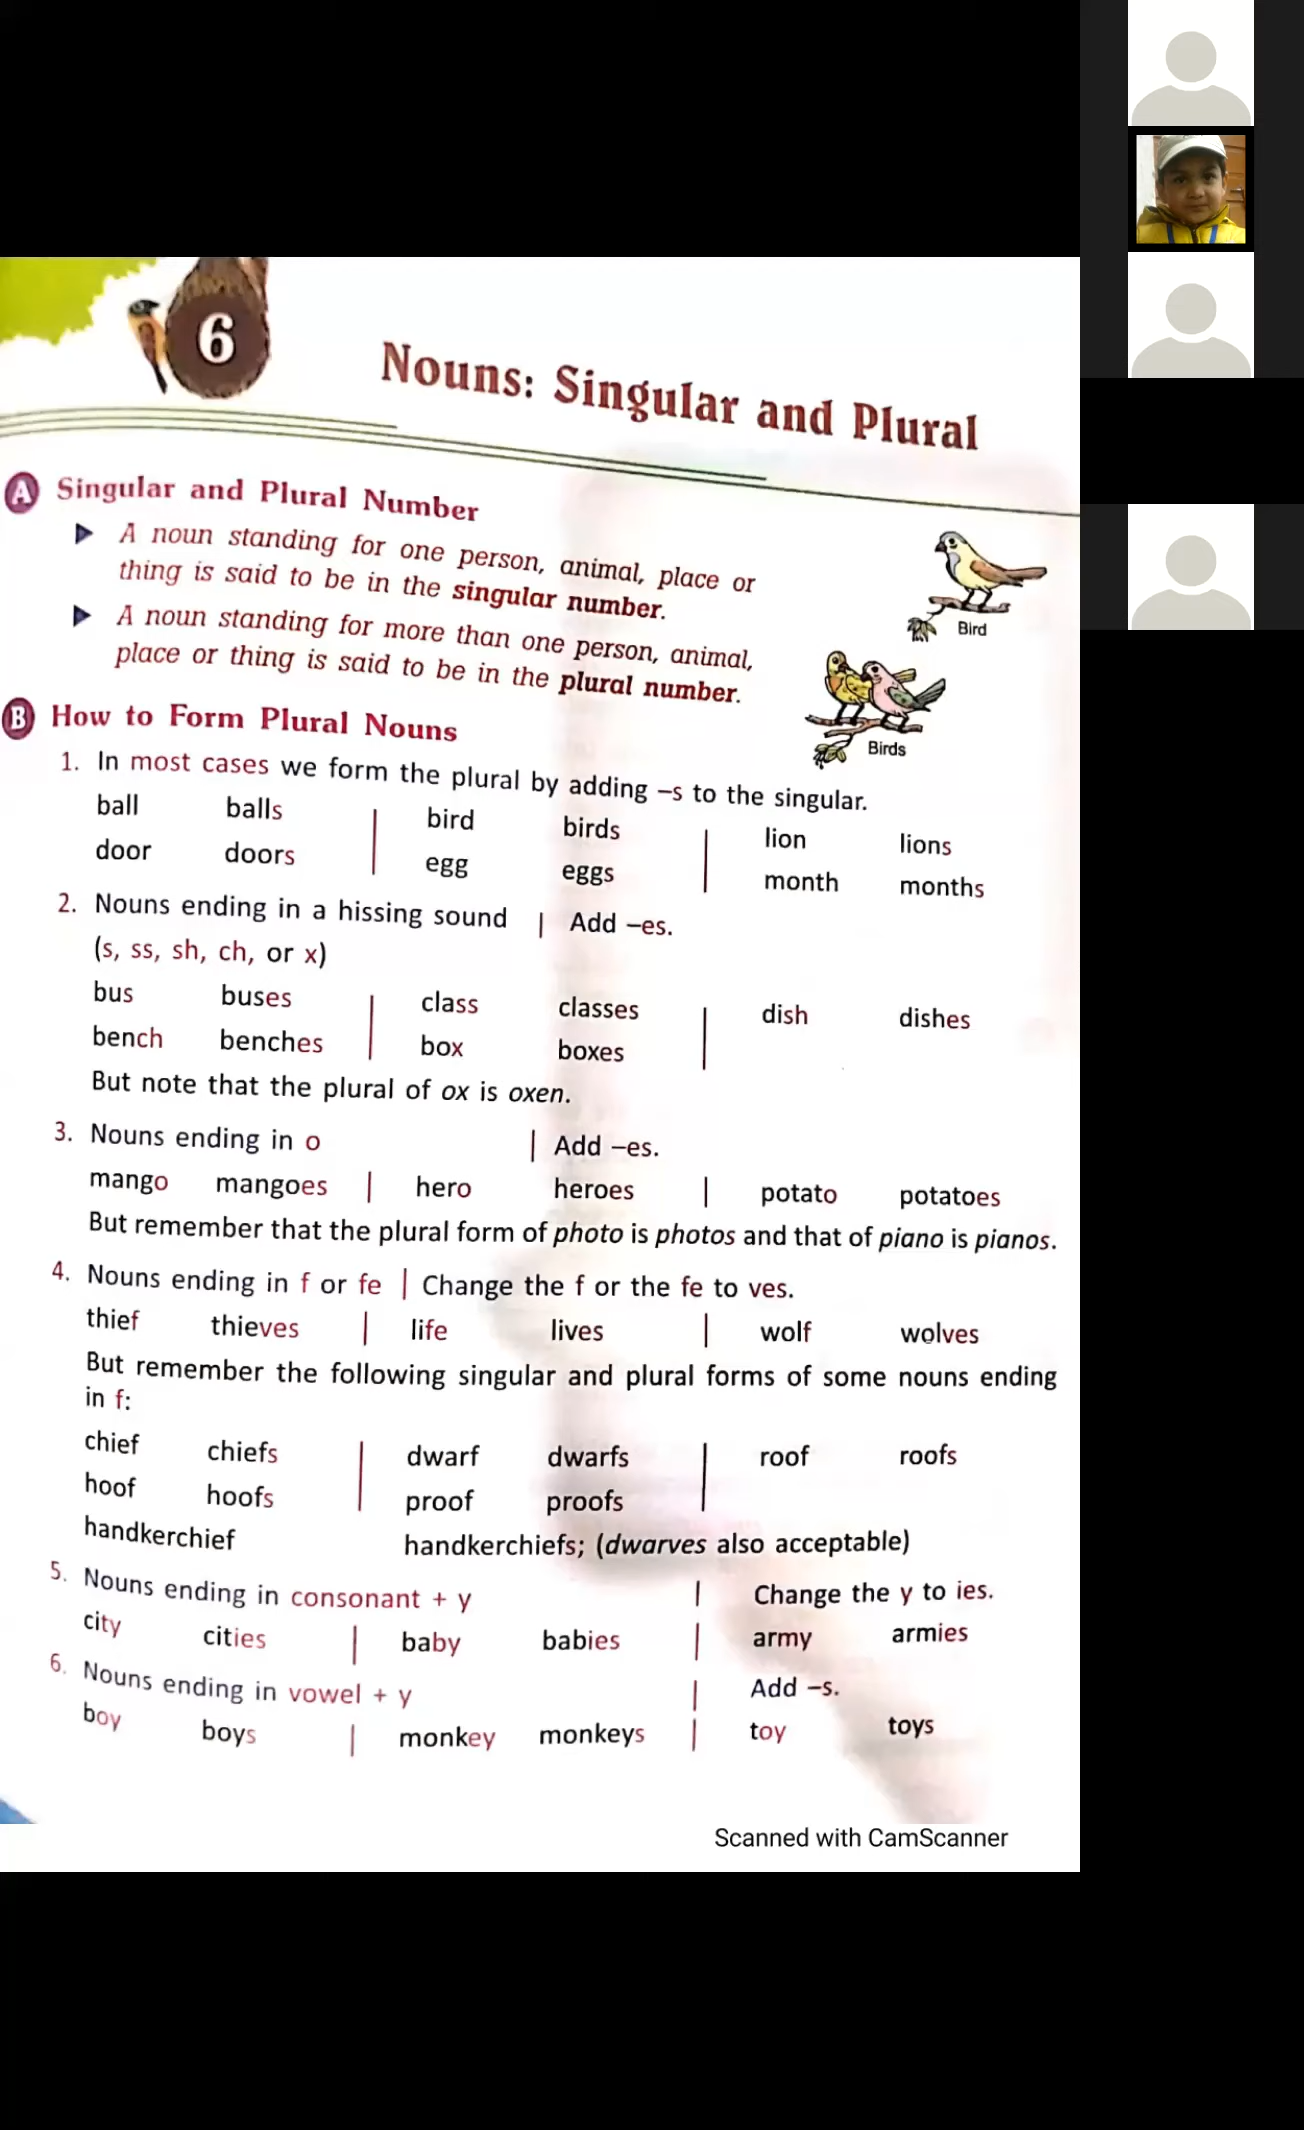 6
Nouns: Singular and Plural
A Singular and Plural Number
A noun standing for one person, animal, place or
thing is said to be in the singular number.
A noun standing for more than one person, animal,
place or thing is said to be in the plural number.
Bird
Birds
B How to Form Plural Nouns
1. In most cases we form the plural by adding –s to the singular.
ball balls | bird birds | lion lions
door doors | egg eggs | month months
2. Nouns ending in a hissing sound | Add –es.
(s, ss, sh, ch, or x)
bus buses | class classes | dish dishes
bench benches | box boxes |
But note that the plural of ox is oxen.
3. Nouns ending in o | Add –es.
mango mangoes | hero heroes | potato potatoes
But remember that the plural form of photo is photos and that of piano is pianos.
4. Nouns ending in f or fe | Change the f or the fe to ves.
thief thieves | life lives | wolf wolves
But remember the following singular and plural forms of some nouns ending
in f:
chief chiefs | dwarf dwarfs | roof roofs
hoof hoofs | proof proofs |
handkerchief handkerchiefs; (dwarves also acceptable)
5. Nouns ending in consonant + y | Change the y to ies.
city cities | baby babies | army armies
6. Nouns ending in vowel + y | Add –s.
boy boys | monkey monkeys | toy toys
Scanned with CamScanner